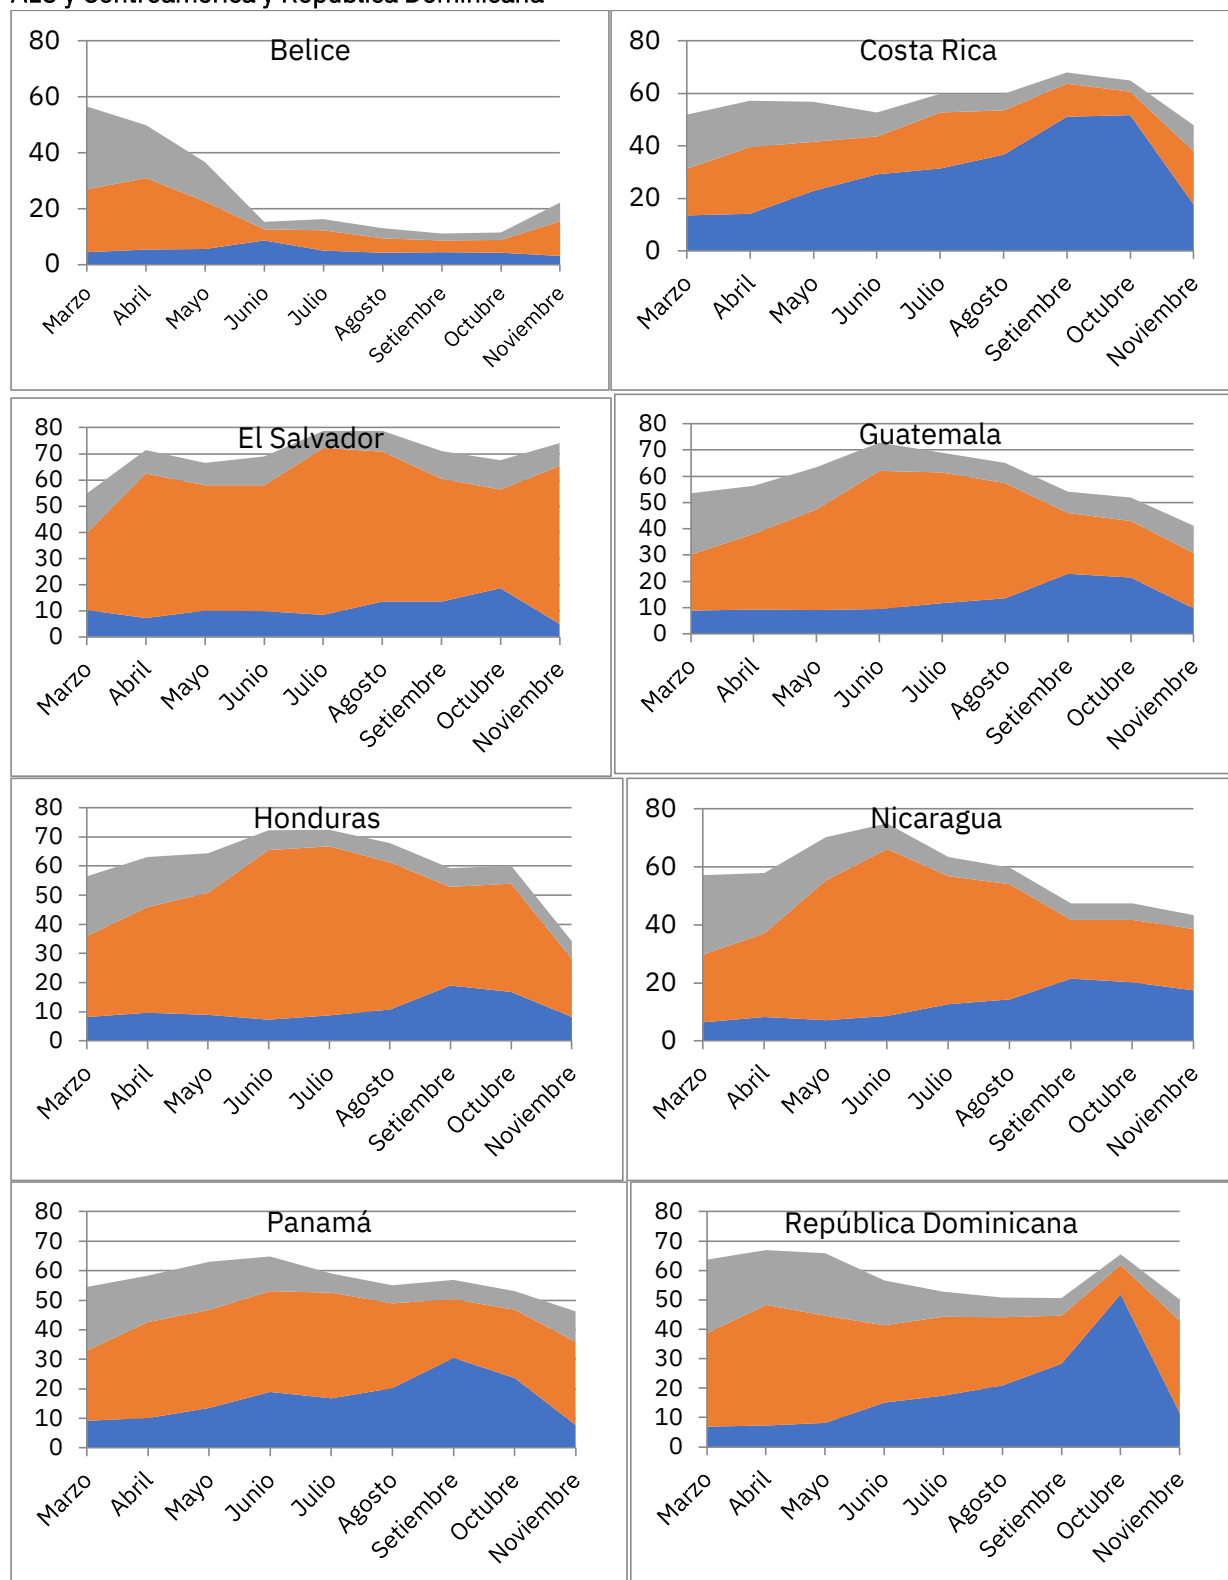 y Centroamérica y República Dominicana
Belice
80
60
40
20
0
Marzo
Abril
Mayo
Junio
Julio
Agosto
Setiembre
Octubre
Noviembre
Costa Rica
80
60
40
20
0
Marzo
Abril
Mayo
Junio
Julio
Agosto
Setiembre
Octubre
Noviembre
El Salvador
80
70
60
50
40
30
20
10
0
Marzo
Abril
Mayo
Junio
Julio
Agosto
Setiembre
Octubre
Noviembre
Guatemala
80
70
60
50
40
30
20
10
0
Marzo
Abril
Mayo
Junio
Julio
Agosto
Setiembre
Octubre
Noviembre
Honduras
80
70
60
50
40
30
20
10
0
Marzo
Abril
Mayo
Junio
Julio
Agosto
Setiembre
Octubre
Noviembre
Nicaragua
80
60
40
20
0
Marzo
Abril
Mayo
Junio
Julio
Agosto
Setiembre
Octubre
Noviembre
Panamá
80
70
60
50
40
30
20
10
0
Marzo
Abril
Mayo
Junio
Julio
Agosto
Setiembre
Octubre
Noviembre
República Dominicana
80
70
60
50
40
30
20
10
0
Marzo
Abril
Mayo
Junio
Julio
Agosto
Setiembre
Octubre
Noviembre